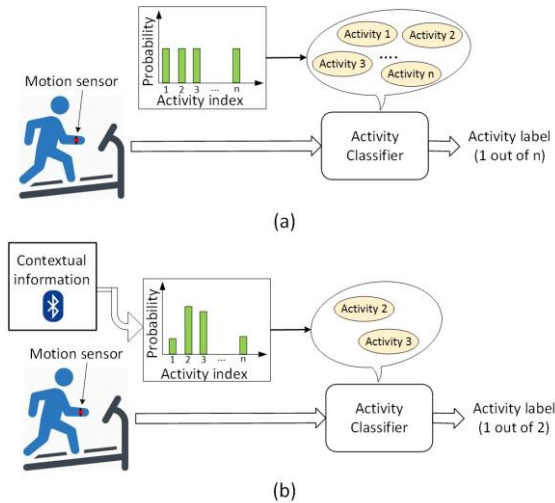 Probability
1 2 3 ... n
Activity index
Activity 1
Activity 2
Activity 3
....
Activity n
Motion sensor
Activity
Classifier
Activity label
(1 out of n)
(a)
Contextual
information
Probability
1 2 3 ... n
Activity index
Activity 2
Activity 3
Motion sensor
Activity
Classifier
Activity label
(1 out of 2)
(b)